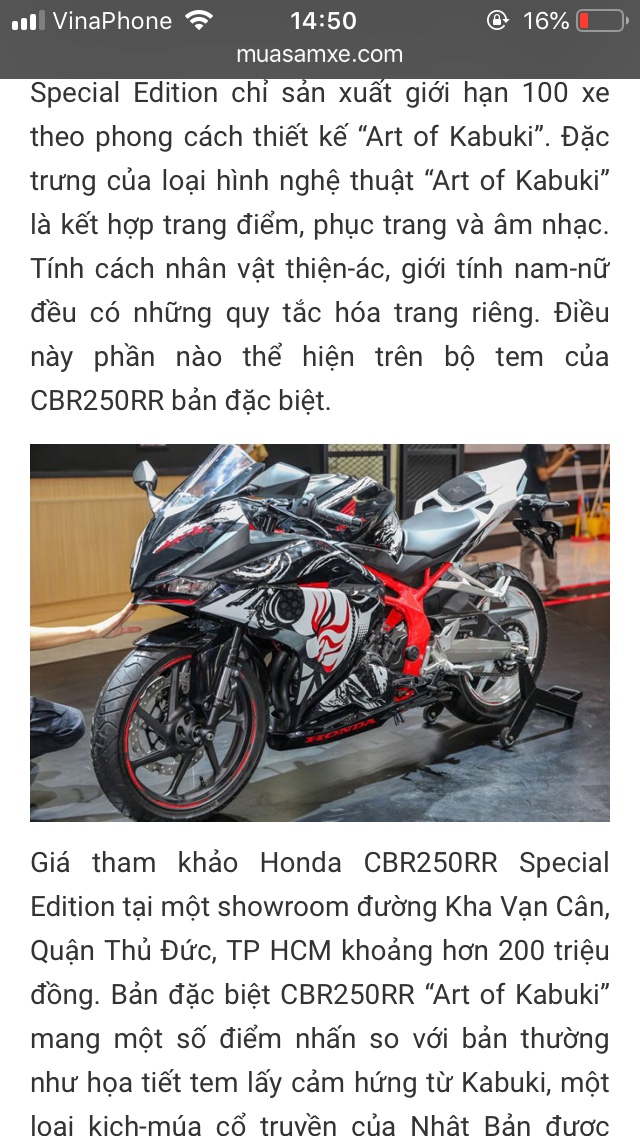 VinaPhone 14:50 16%
muasamxe.com
Special Edition chỉ sản xuất giới hạn 100 xe
theo phong cách thiết kế “Art of Kabuki”. Đặc
trưng của loại hình nghệ thuật “Art of Kabuki”
là kết hợp trang điểm, phục trang và âm nhạc.
Tính cách nhân vật thiện-ác, giới tính nam-nữ
đều có những quy tắc hóa trang riêng. Điều
này phần nào thể hiện trên bộ tem của
CBR250RR bản đặc biệt.
HONDA
Giá tham khảo Honda CBR250RR Special
Edition tại một showroom đường Kha Vạn Cân,
Quận Thủ Đức, TP HCM khoảng hơn 200 triệu
đồng. Bản đặc biệt CBR250RR “Art of Kabuki”
mang một số điểm nhấn so với bản thường
như họa tiết tem lấy cảm hứng từ Kabuki, một
loại kịch-múa cổ truyền của Nhật Bản được